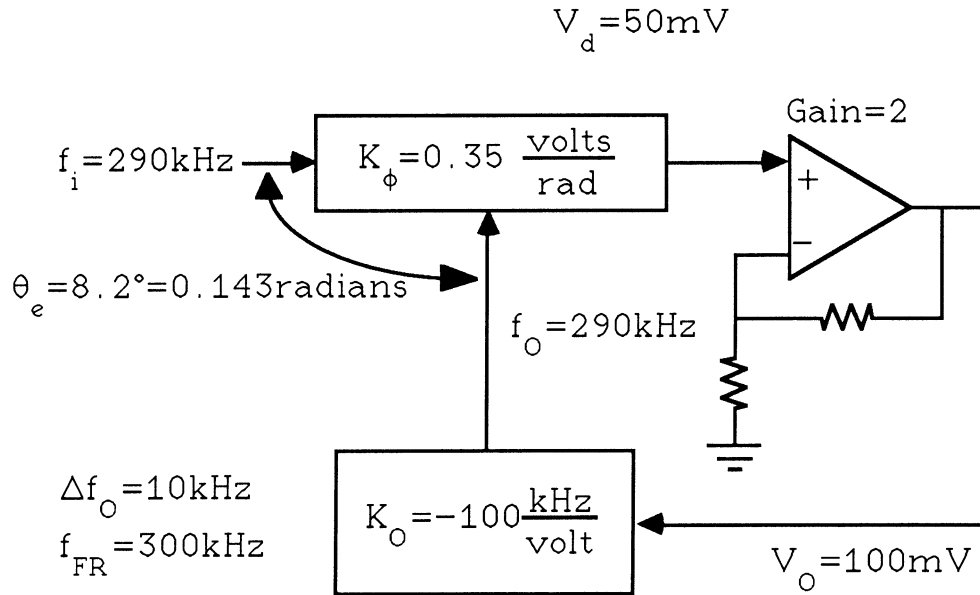 V_d=50mV
Gain=2
f_i=290kHz
K_ϕ=0.35 volts/rad
+
−
θ_e=8.2°=0.143radians
f_O=290kHz
Δf_O=10kHz
f_FR=300kHz
K_O=-100 kHz/volt
V_O=100mV